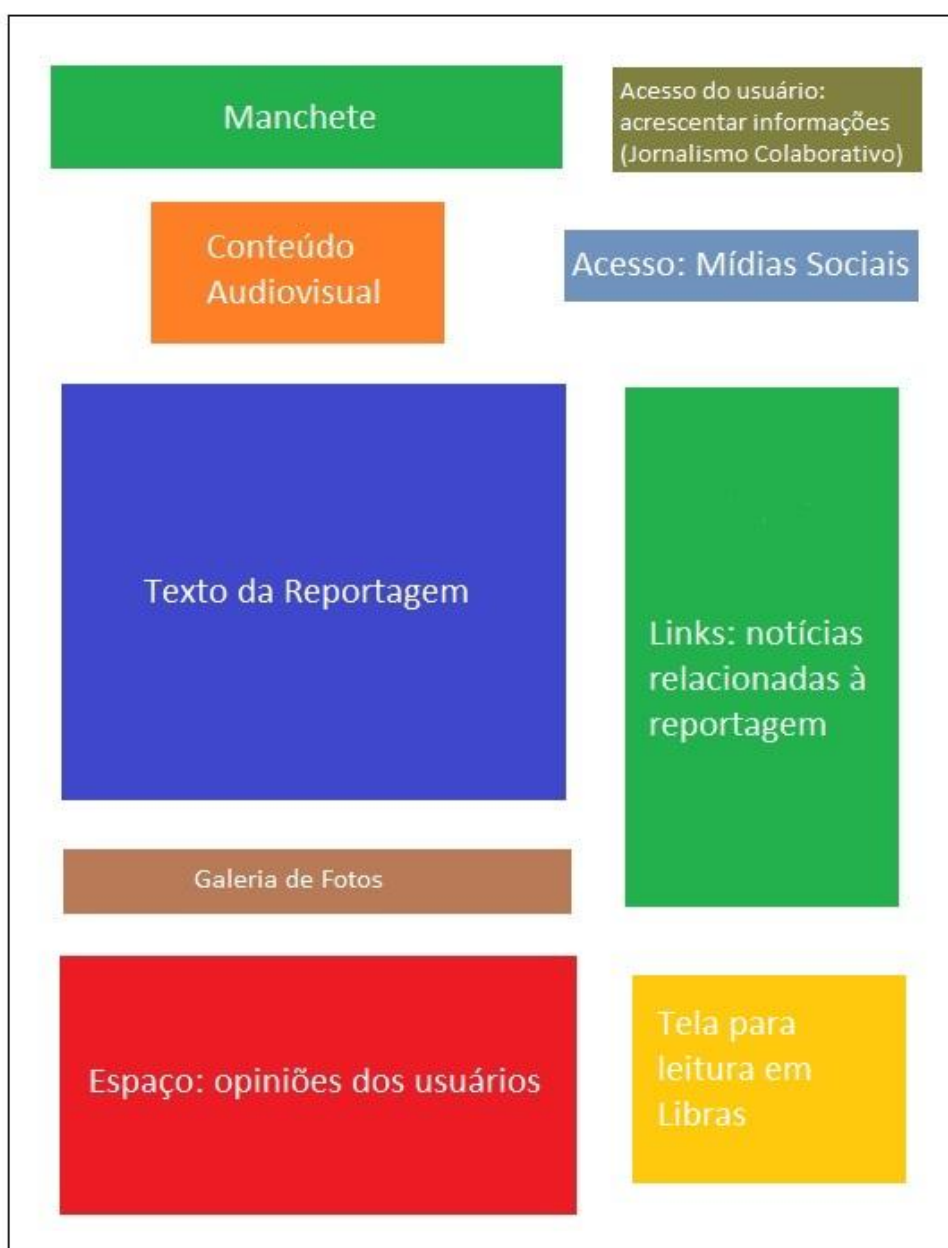 Manchete
Acesso do usuário:
acrescentar informações
(Jornalismo Colaborativo)
Conteúdo
Audiovisual
Acesso: Mídias Sociais
Texto da Reportagem
Links: notícias
relacionadas à
reportagem
Galeria de Fotos
Espaço: opiniões dos usuários
Tela para
leitura em
Libras